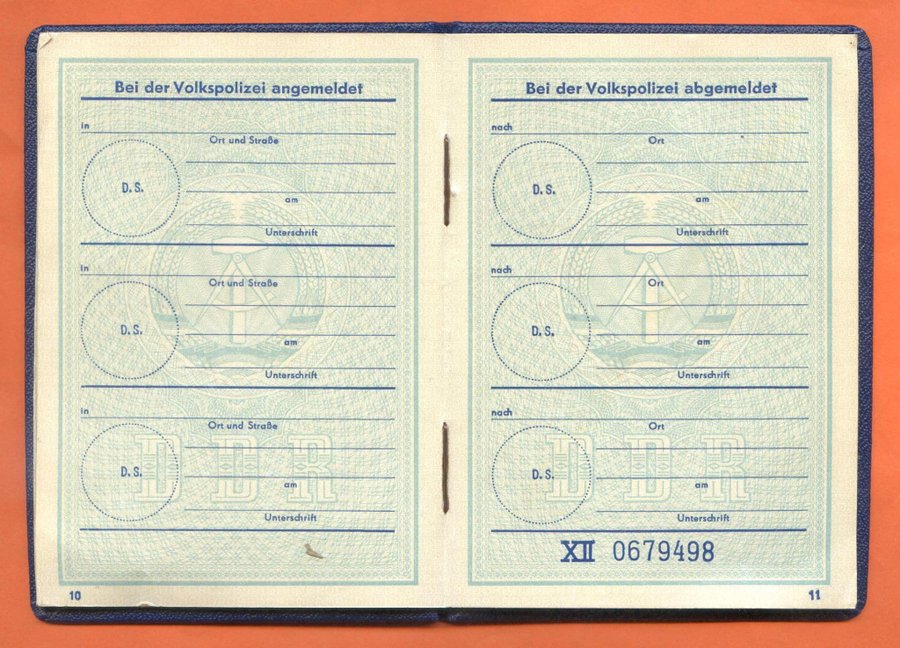 Bei der Volkspolizei angemeldet
in
Ort und Straße
D. S.
am
Unterschrift
in
Ort und Straße
D. S.
am
Unterschrift
in
Ort und Straße
D. S.
am
Unterschrift
DDR
10
Bei der Volkspolizei abgemeldet
nach
Ort
D. S.
am
Unterschrift
nach
Ort
D. S.
am
Unterschrift
nach
Ort
D. S.
am
Unterschrift
DDR
XII 0679498
11